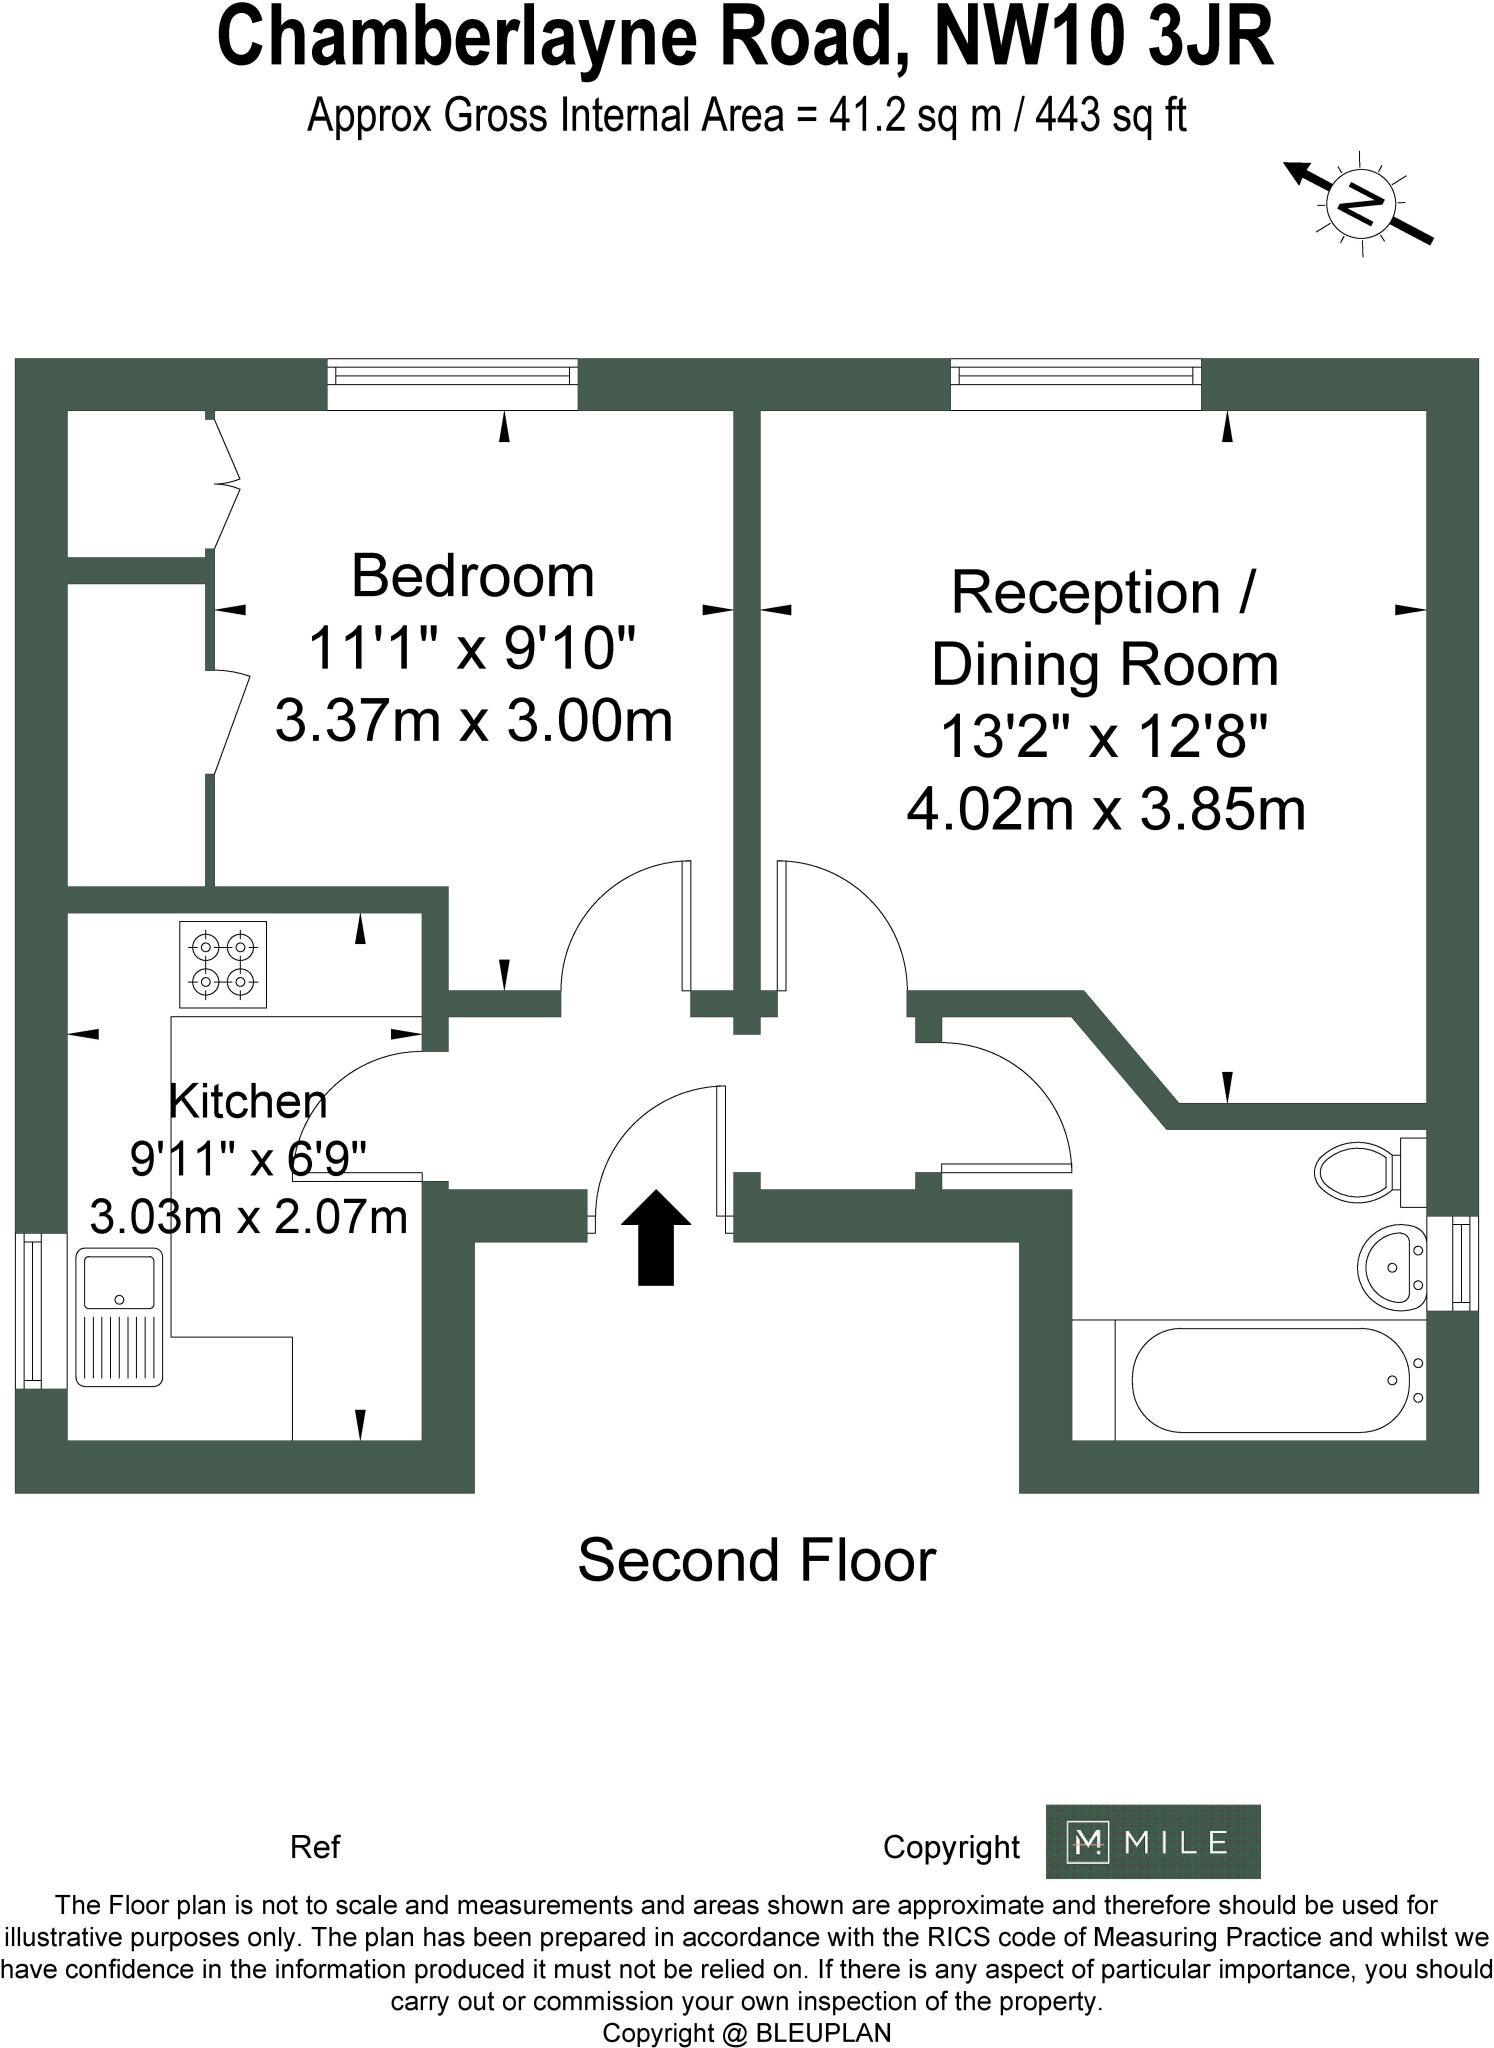 Chamberlayne Road, NW10 3JR
Approx Gross Internal Area = 41.2 sq m / 443 sq ft
N
Bedroom
11'1" x 9'10"
3.37m x 3.00m
Reception /
Dining Room
13'2" x 12'8"
4.02m x 3.85m
Kitchen
9'11" x 6'9"
3.03m x 2.07m
Second Floor
Ref
Copyright
M. MILE
The Floor plan is not to scale and measurements and areas shown are approximate and therefore should be used for
illustrative purposes only. The plan has been prepared in accordance with the RICS code of Measuring Practice and whilst we
have confidence in the information produced it must not be relied on. If there is any aspect of particular importance, you should
carry out or commission your own inspection of the property.
Copyright @ BLEUPLAN